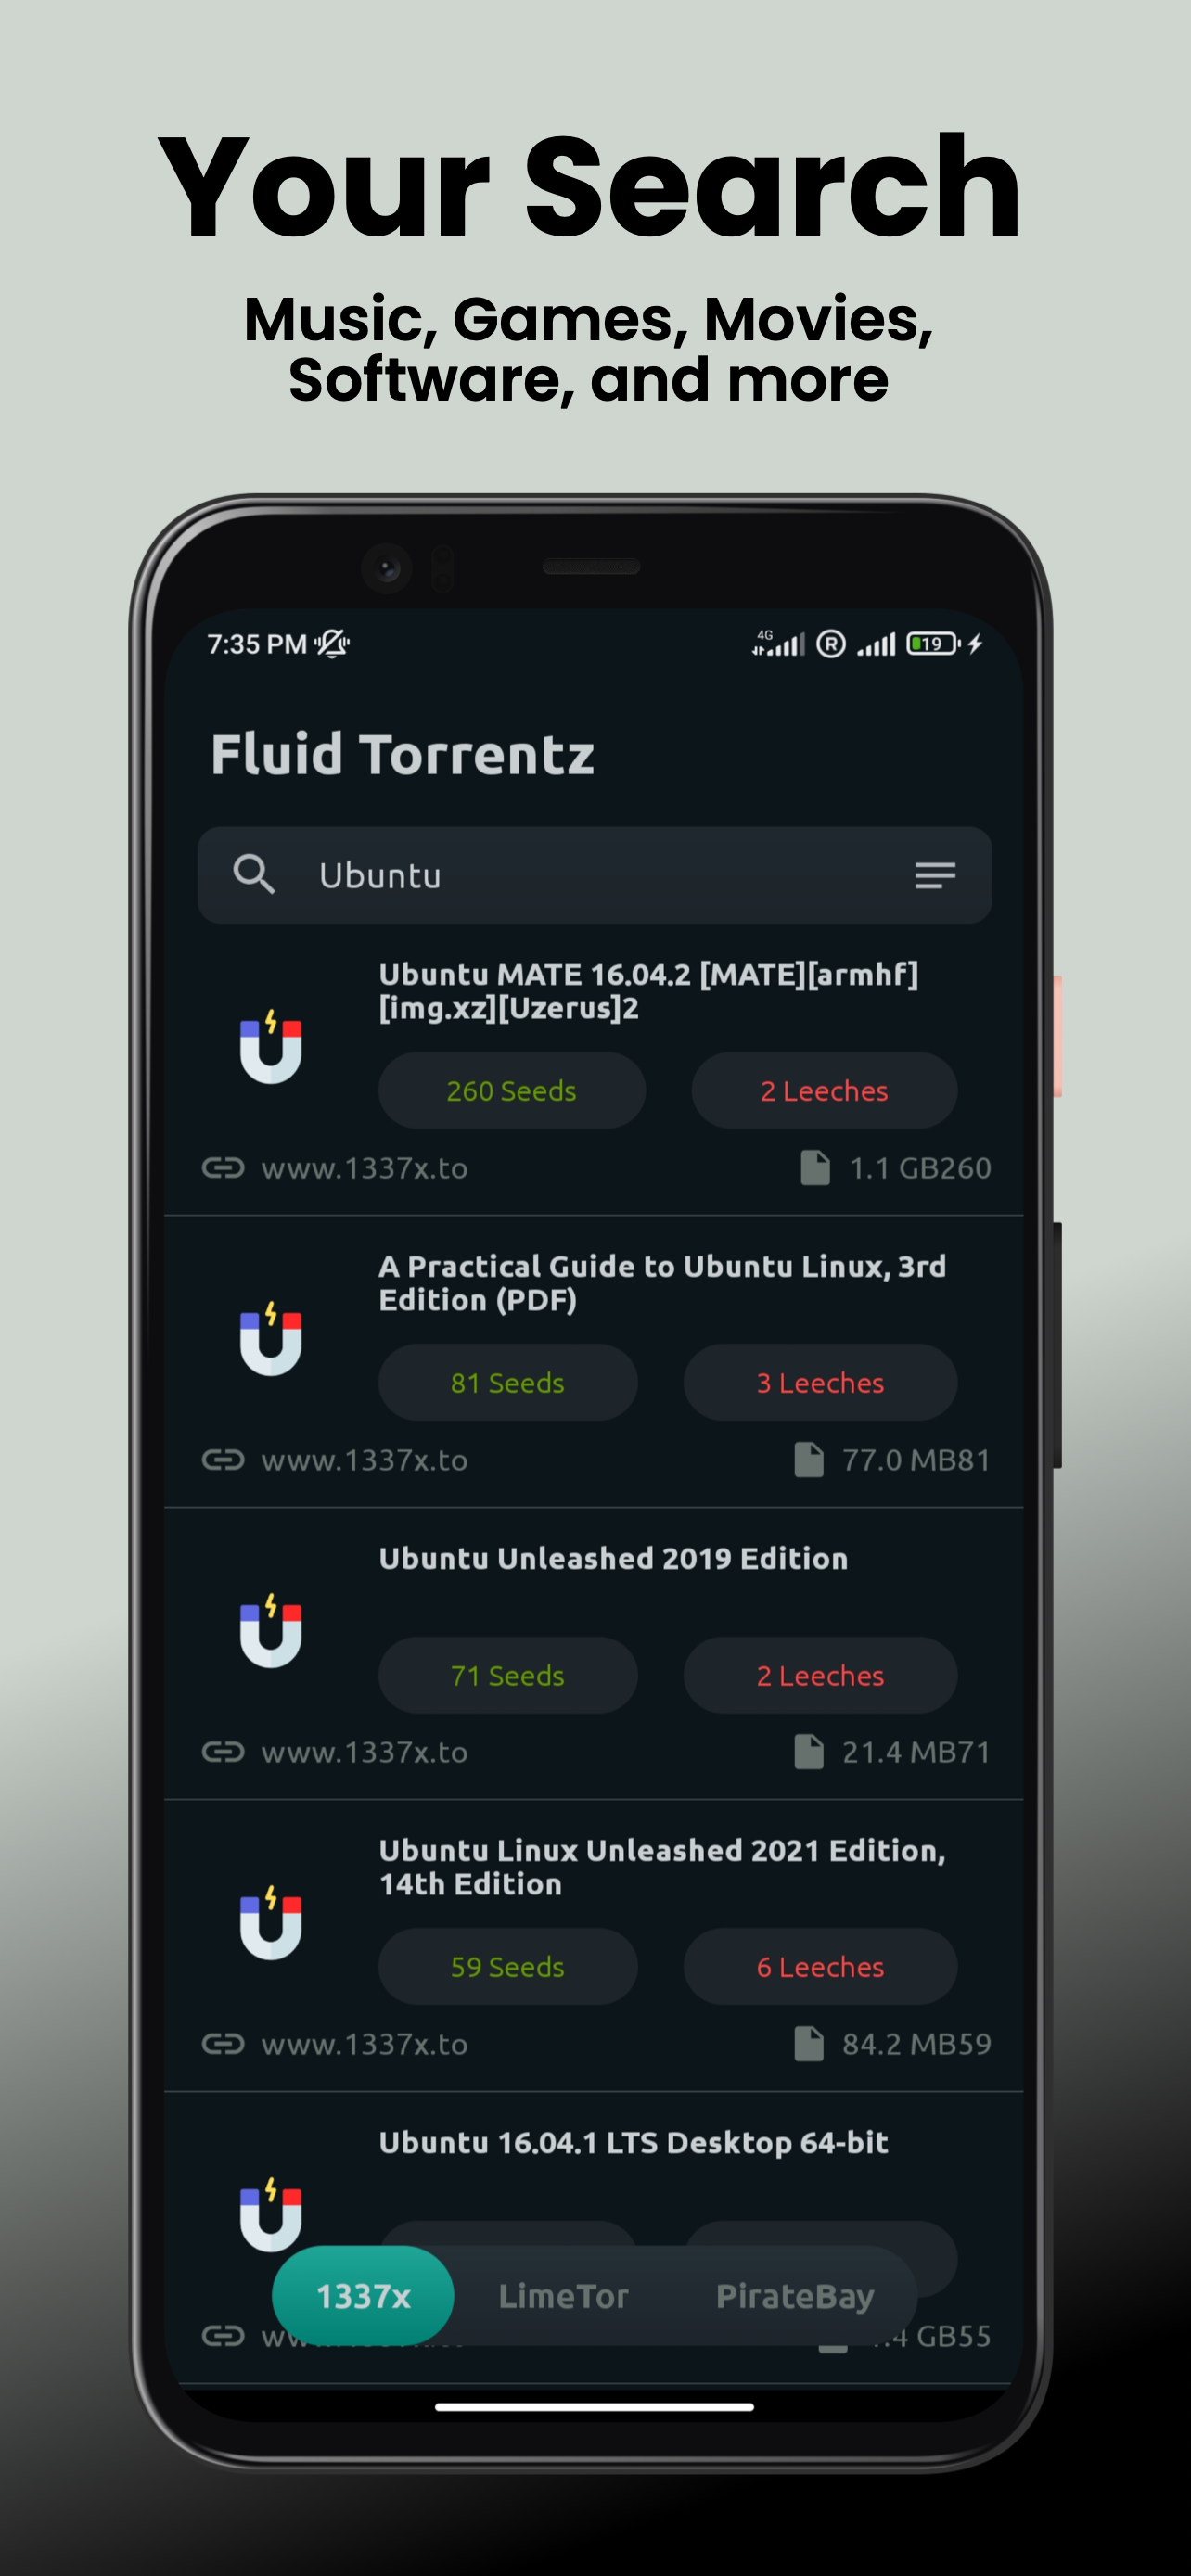 Your Search
Music, Games, Movies,
Software, and more
7:35 PM
4G
R
19
Fluid Torrentz
Ubuntu
Ubuntu MATE 16.04.2 [MATE][armhf]
[img.xz][Uzerus]2
260 Seeds
2 Leeches
www.1337x.to
1.1 GB260
A Practical Guide to Ubuntu Linux, 3rd
Edition (PDF)
81 Seeds
3 Leeches
www.1337x.to
77.0 MB81
Ubuntu Unleashed 2019 Edition
71 Seeds
2 Leeches
www.1337x.to
21.4 MB71
Ubuntu Linux Unleashed 2021 Edition,
14th Edition
59 Seeds
6 Leeches
www.1337x.to
84.2 MB59
Ubuntu 16.04.1 LTS Desktop 64-bit
1337x
LimeTor
PirateBay
GB55